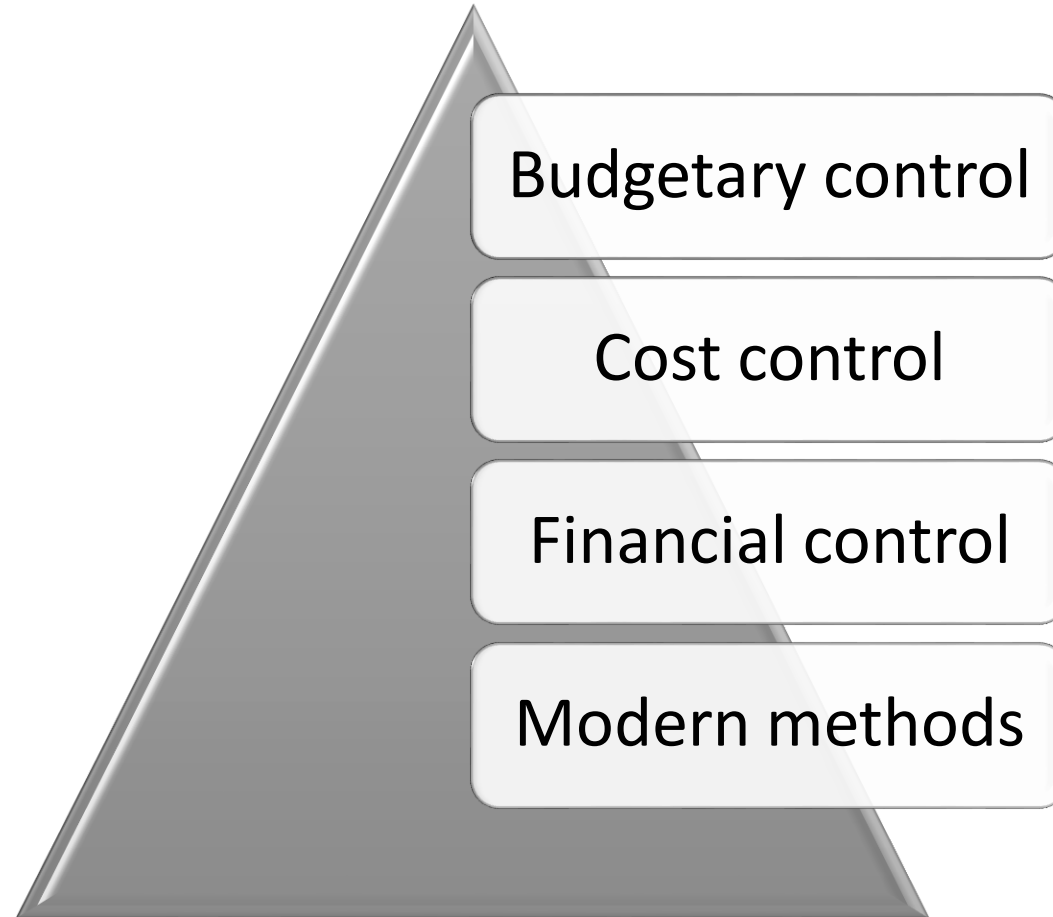 Budgetary control
Cost control
Financial control
Modern methods